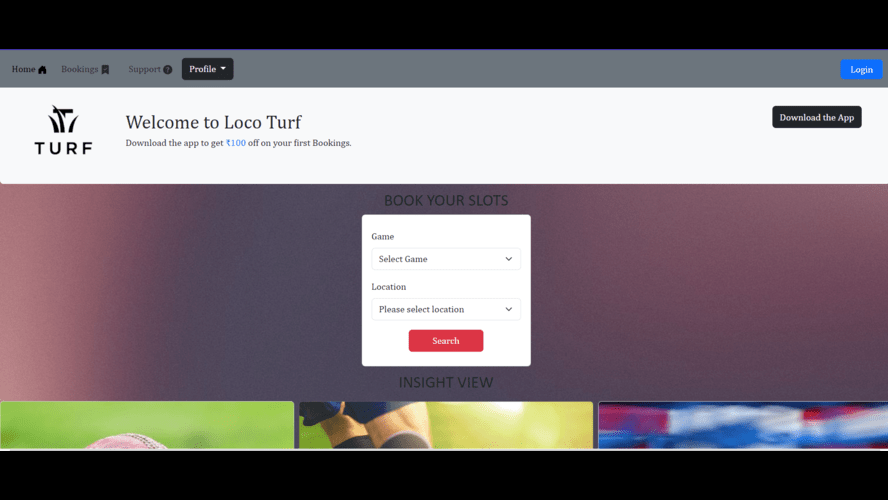 Home Bookings Support Profile Login
TURF
Welcome to Loco Turf
Download the app to get ₹100 off on your first Bookings.
Download the App
BOOK YOUR SLOTS
Game
Select Game
Location
Please select location
Search
INSIGHT VIEW